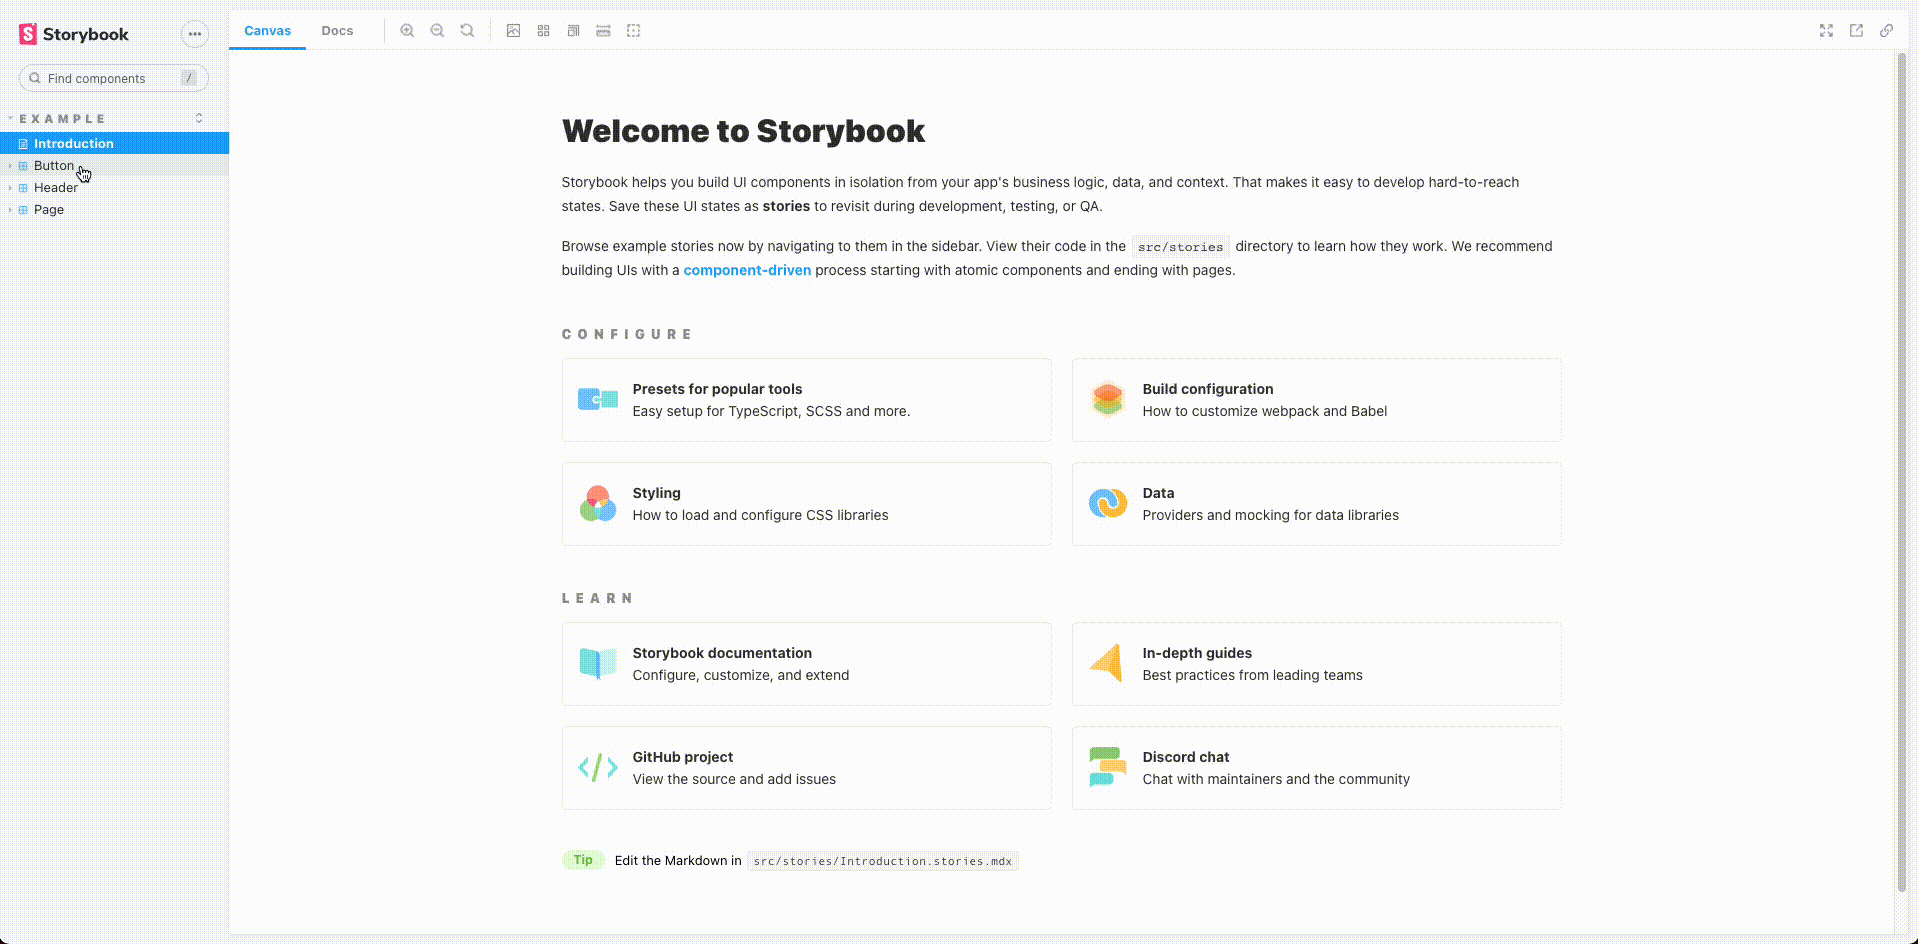 Storybook
Find components /
EXAMPLE
Introduction
Button
Header
Page
Canvas Docs
Welcome to Storybook
Storybook helps you build UI components in isolation from your app's business logic, data, and context. That makes it easy to develop hard-to-reach
states. Save these UI states as stories to revisit during development, testing, or QA.
Browse example stories now by navigating to them in the sidebar. View their code in the src/stories directory to learn how they work. We recommend
building UIs with a component-driven process starting with atomic components and ending with pages.
CONFIGURE
Presets for popular tools
Easy setup for TypeScript, SCSS and more.
Build configuration
How to customize webpack and Babel
Styling
How to load and configure CSS libraries
Data
Providers and mocking for data libraries
LEARN
Storybook documentation
Configure, customize, and extend
In-depth guides
Best practices from leading teams
GitHub project
View the source and add issues
Discord chat
Chat with maintainers and the community
Tip Edit the Markdown in src/stories/Introduction.stories.mdx